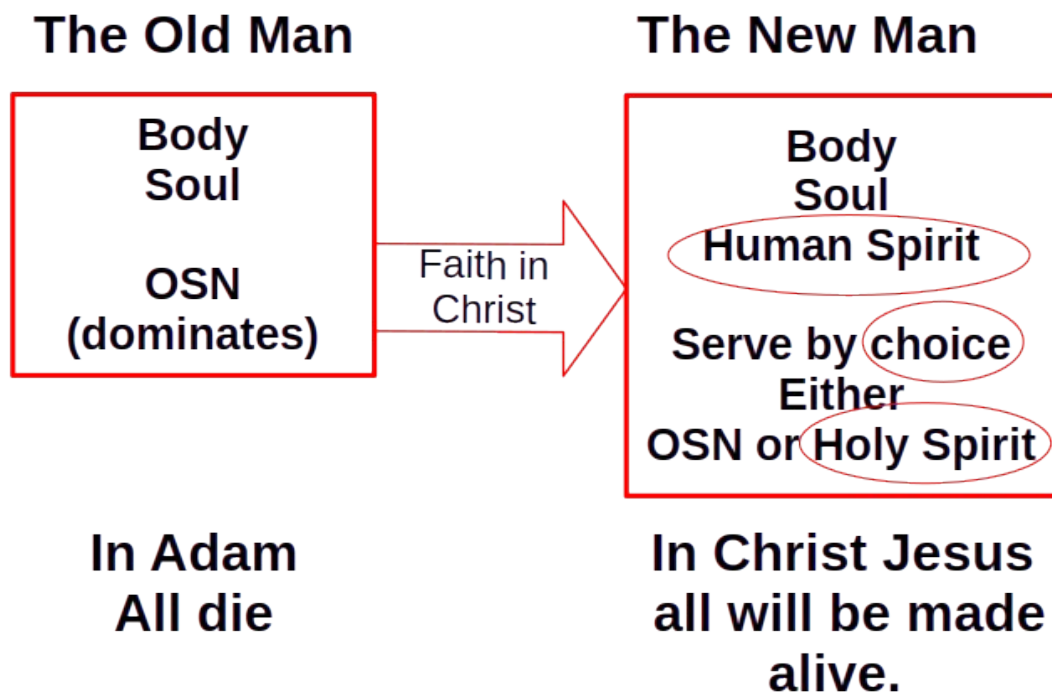 The Old Man
Body
Soul
OSN
(dominates)
In Adam
All die
Faith in
Christ
The New Man
Body
Soul
Human Spirit
Serve by choice
Either
OSN or Holy Spirit
In Christ Jesus
all will be made
alive.